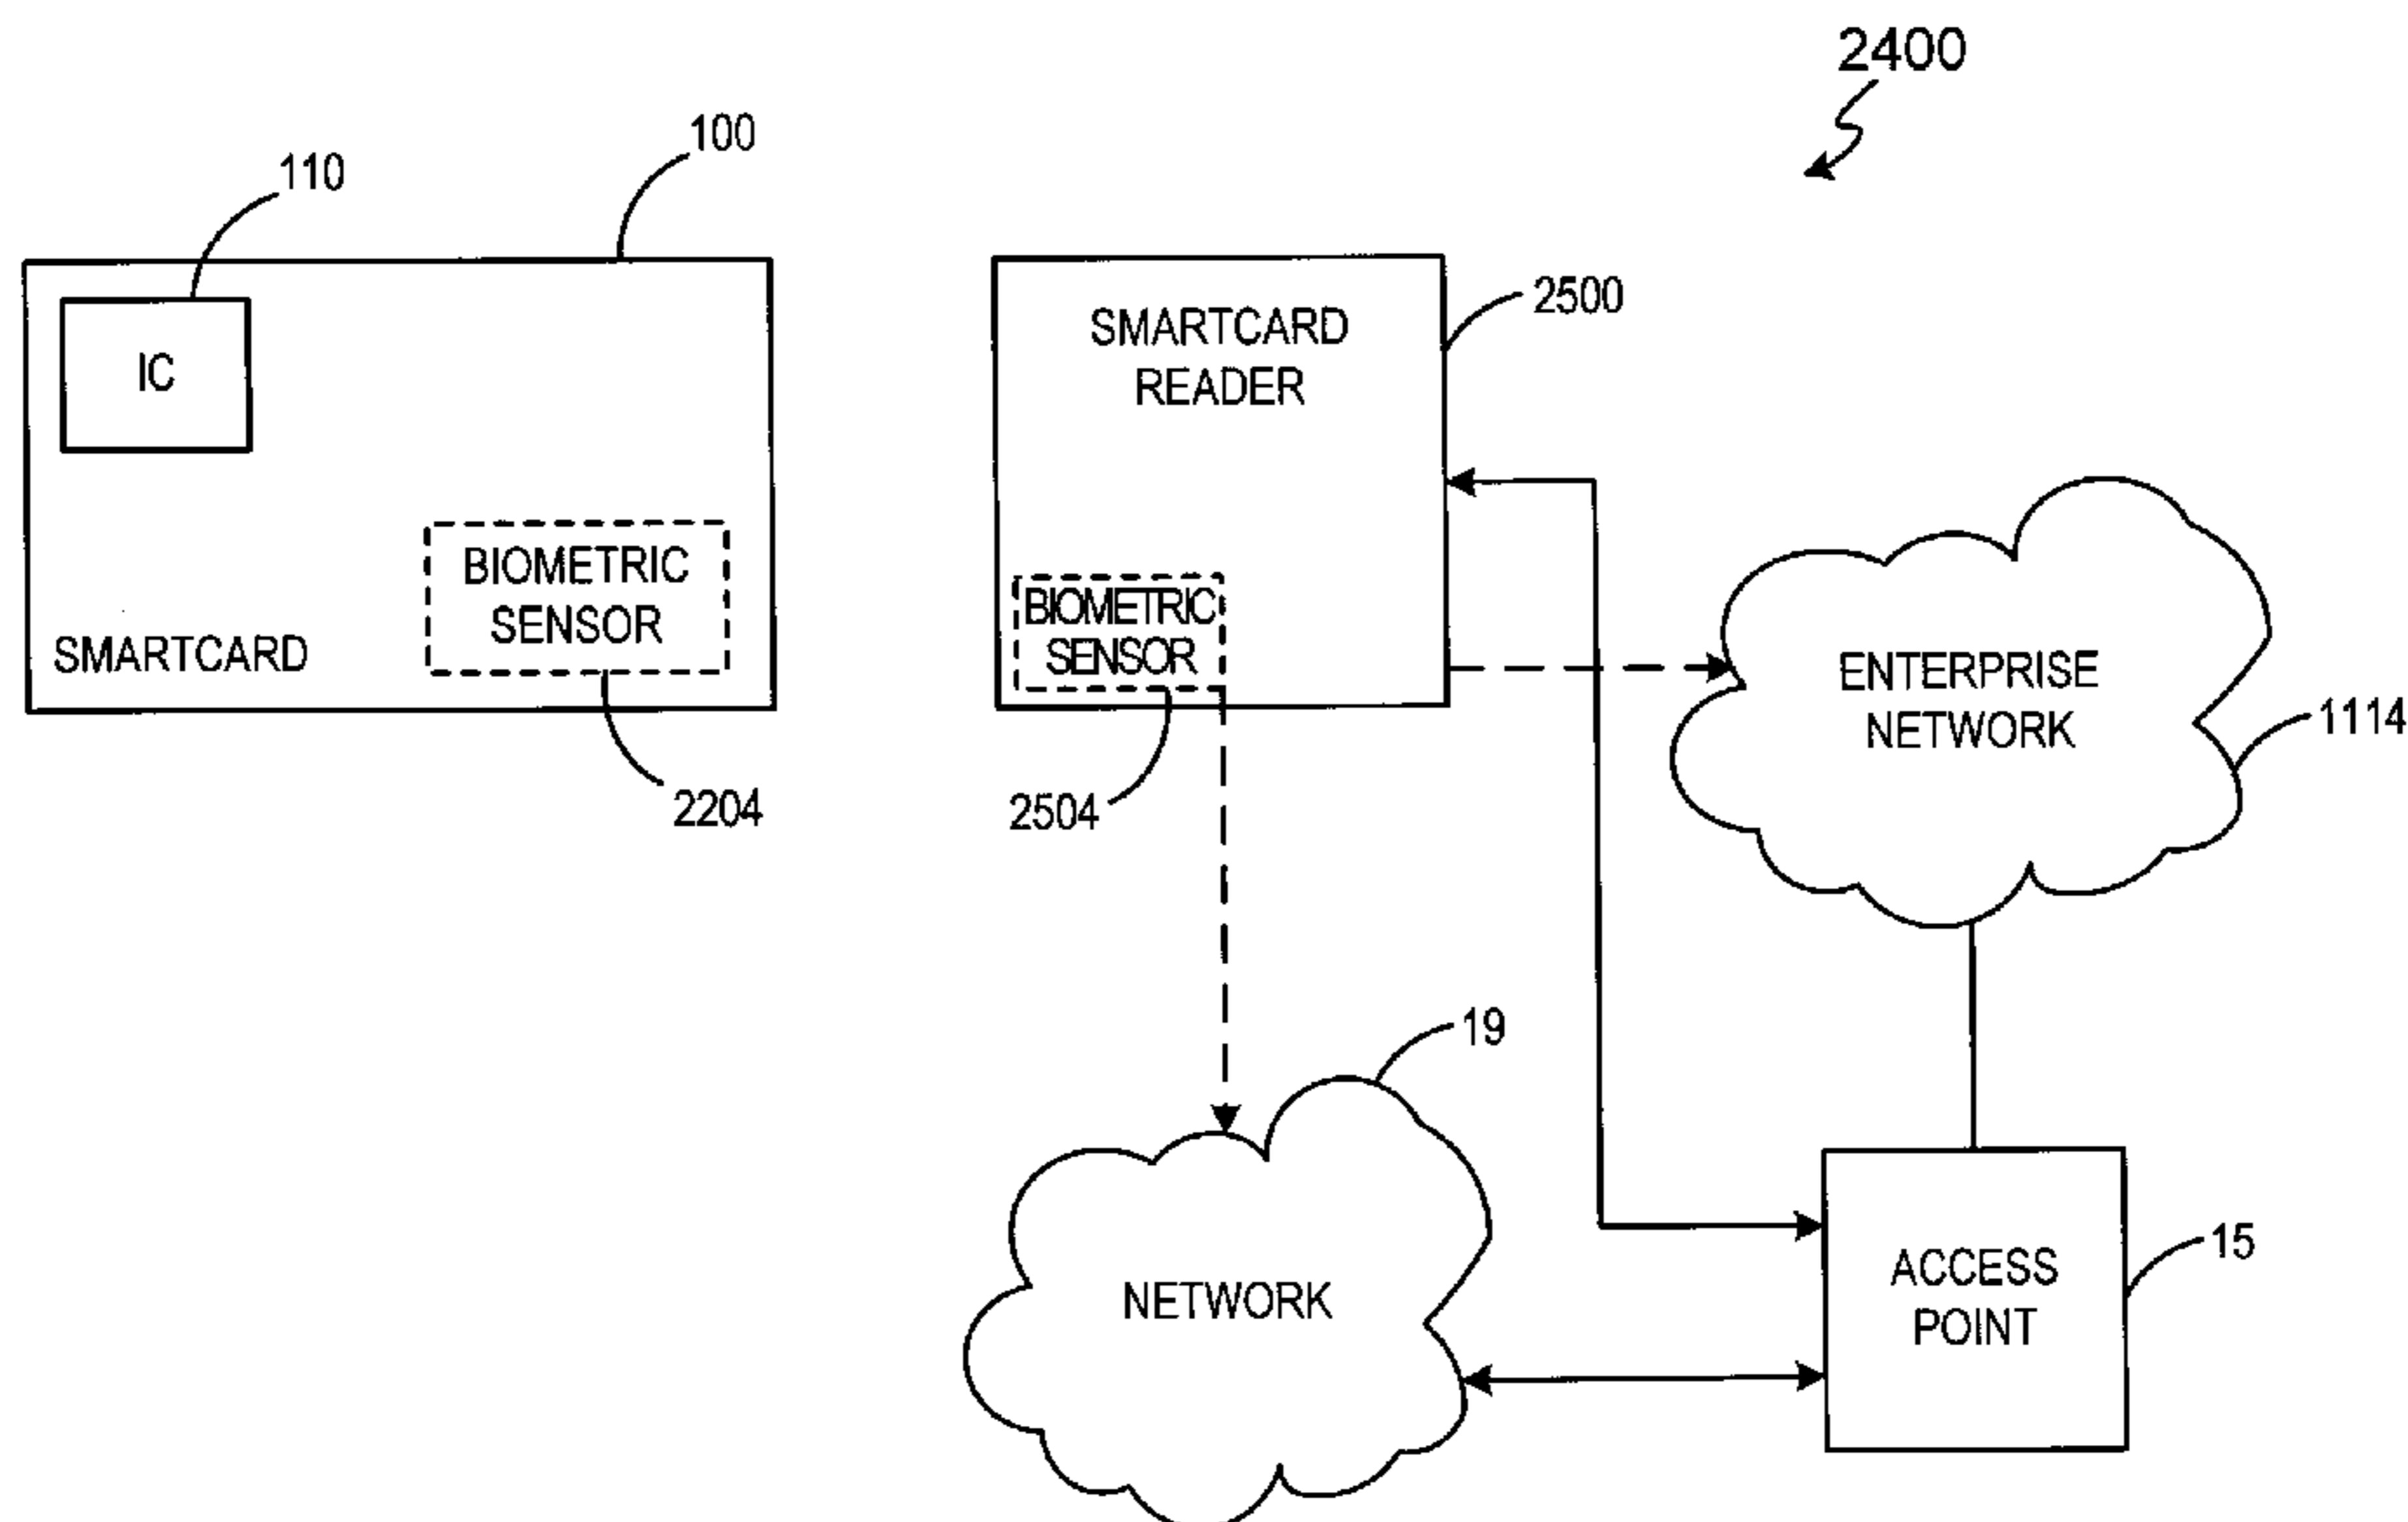 2400
100
110
IC
BIOMETRIC
SENSOR
SMARTCARD
2204
SMARTCARD
READER
2500
BIOMETRIC
SENSOR
2504
ENTERPRISE
NETWORK
1114
19
NETWORK
ACCESS
POINT
15